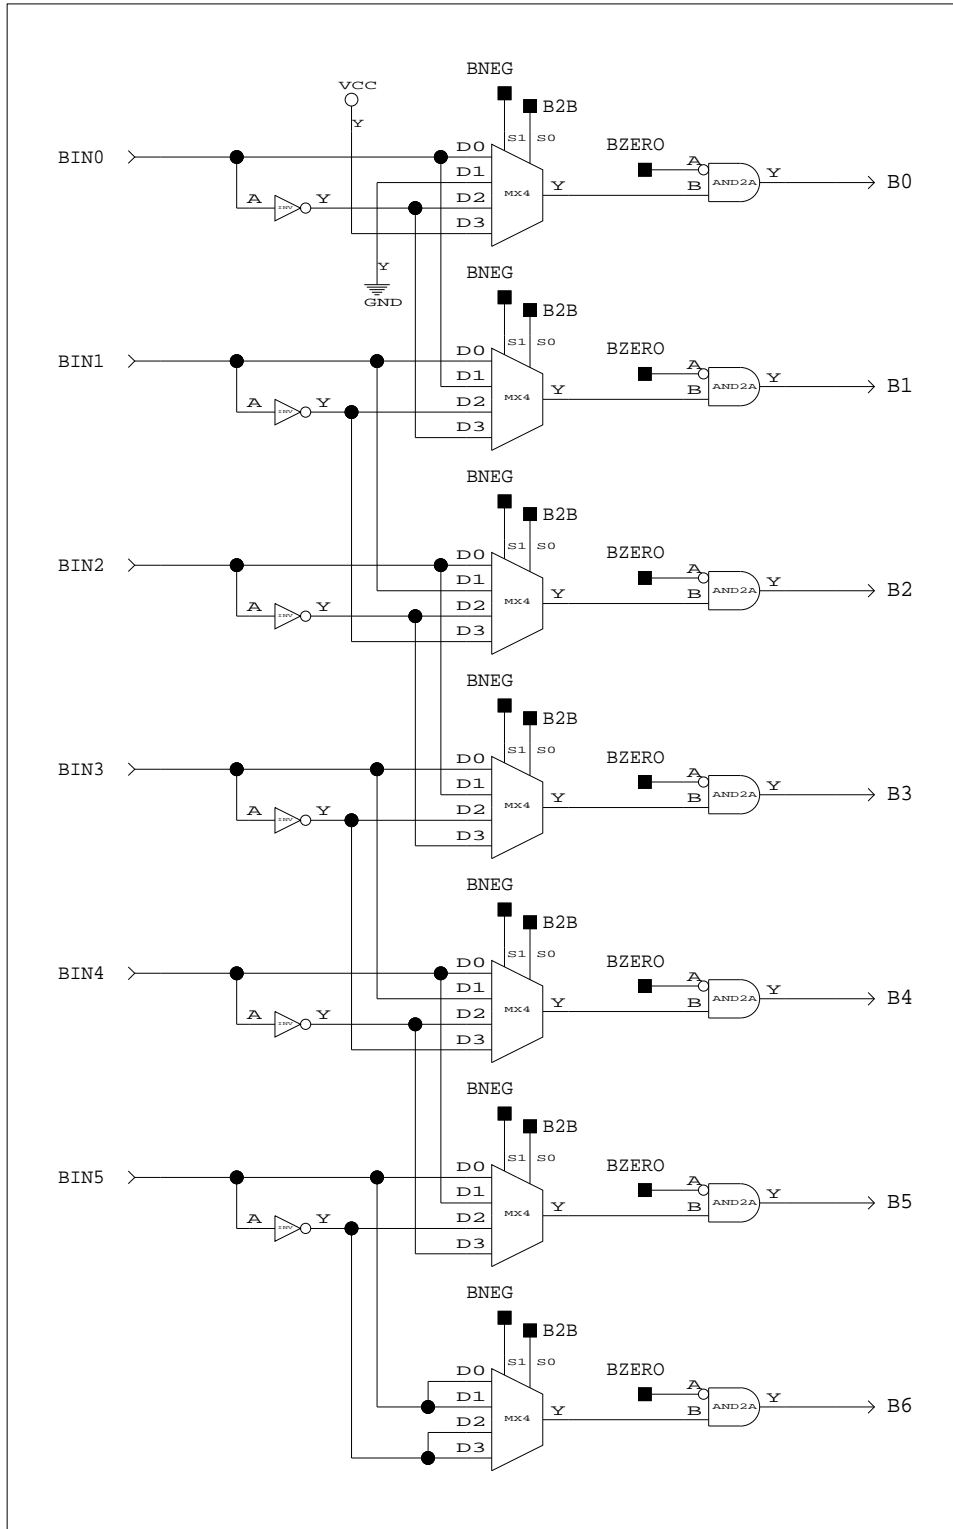 BNEG
VCC
B2B
Y
S1 S0
BZERO
BIN0 D0 A Y B0
D1 Y B AND2A
A INV Y D2 MX4
D3
Y
GND
BNEG
B2B
S1 S0
BZERO
BIN1 D0 A Y B1
D1 Y B AND2A
A INV Y D2 MX4
D3
BNEG
B2B
S1 S0
BZERO
BIN2 D0 A Y B2
D1 Y B AND2A
A INV Y D2 MX4
D3
BNEG
B2B
S1 S0
BZERO
BIN3 D0 A Y B3
D1 Y B AND2A
A INV Y D2 MX4
D3
BNEG
B2B
S1 S0
BZERO
BIN4 D0 A Y B4
D1 Y B AND2A
A INV Y D2 MX4
D3
BNEG
B2B
S1 S0
BZERO
BIN5 D0 A Y B5
D1 Y B AND2A
A INV Y D2 MX4
D3
BNEG
B2B
S1 S0
BZERO
D0 A Y B6
D1 Y B AND2A
D2 MX4
D3